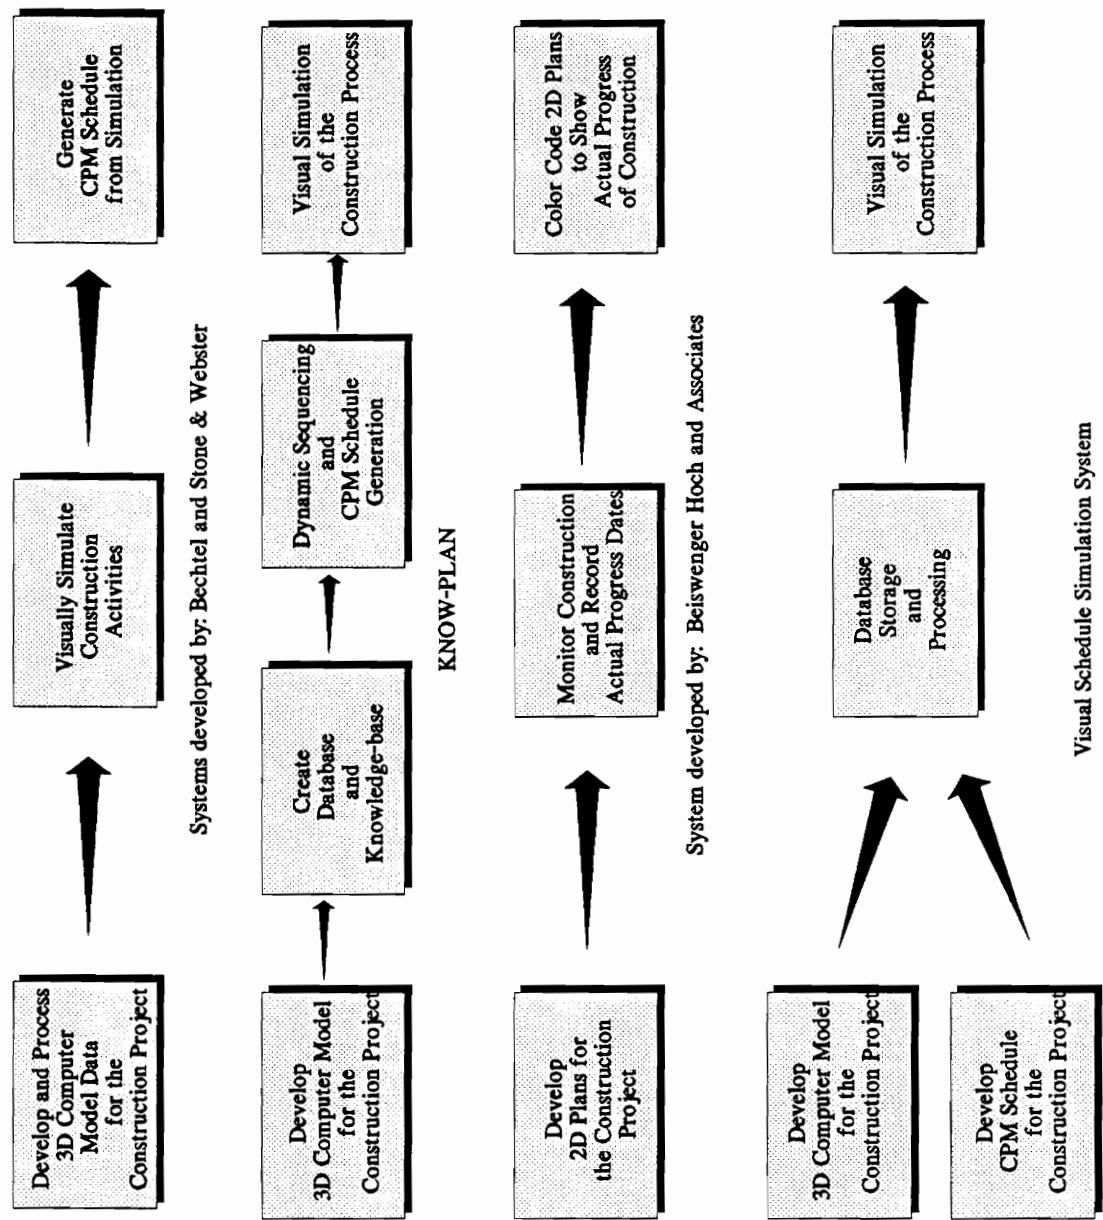 Develop and Process
3D Computer
Model Data
for the
Construction Project
Visually Simulate
Construction
Activities
Generate
CPM Schedule
from Simulation
Systems developed by: Bechtel and Stone & Webster
Develop
3D Computer Model
for the
Construction Project
Create
Database
and
Knowledge-base
Dynamic Sequencing
and
CPM Schedule
Generation
Visual Simulation
of the
Construction Process
KNOW-PLAN
Develop
2D Plans for
the Construction
Project
Monitor Construction
and Record
Actual Progress Dates
Color Code 2D Plans
to Show
Actual Progress
of Construction
System developed by: Beiswenger Hoch and Associates
Develop
3D Computer Model
for the
Construction Project
Develop
CPM Schedule
for the
Construction Project
Database
Storage
and
Processing
Visual Simulation
of the
Construction Process
Visual Schedule Simulation System